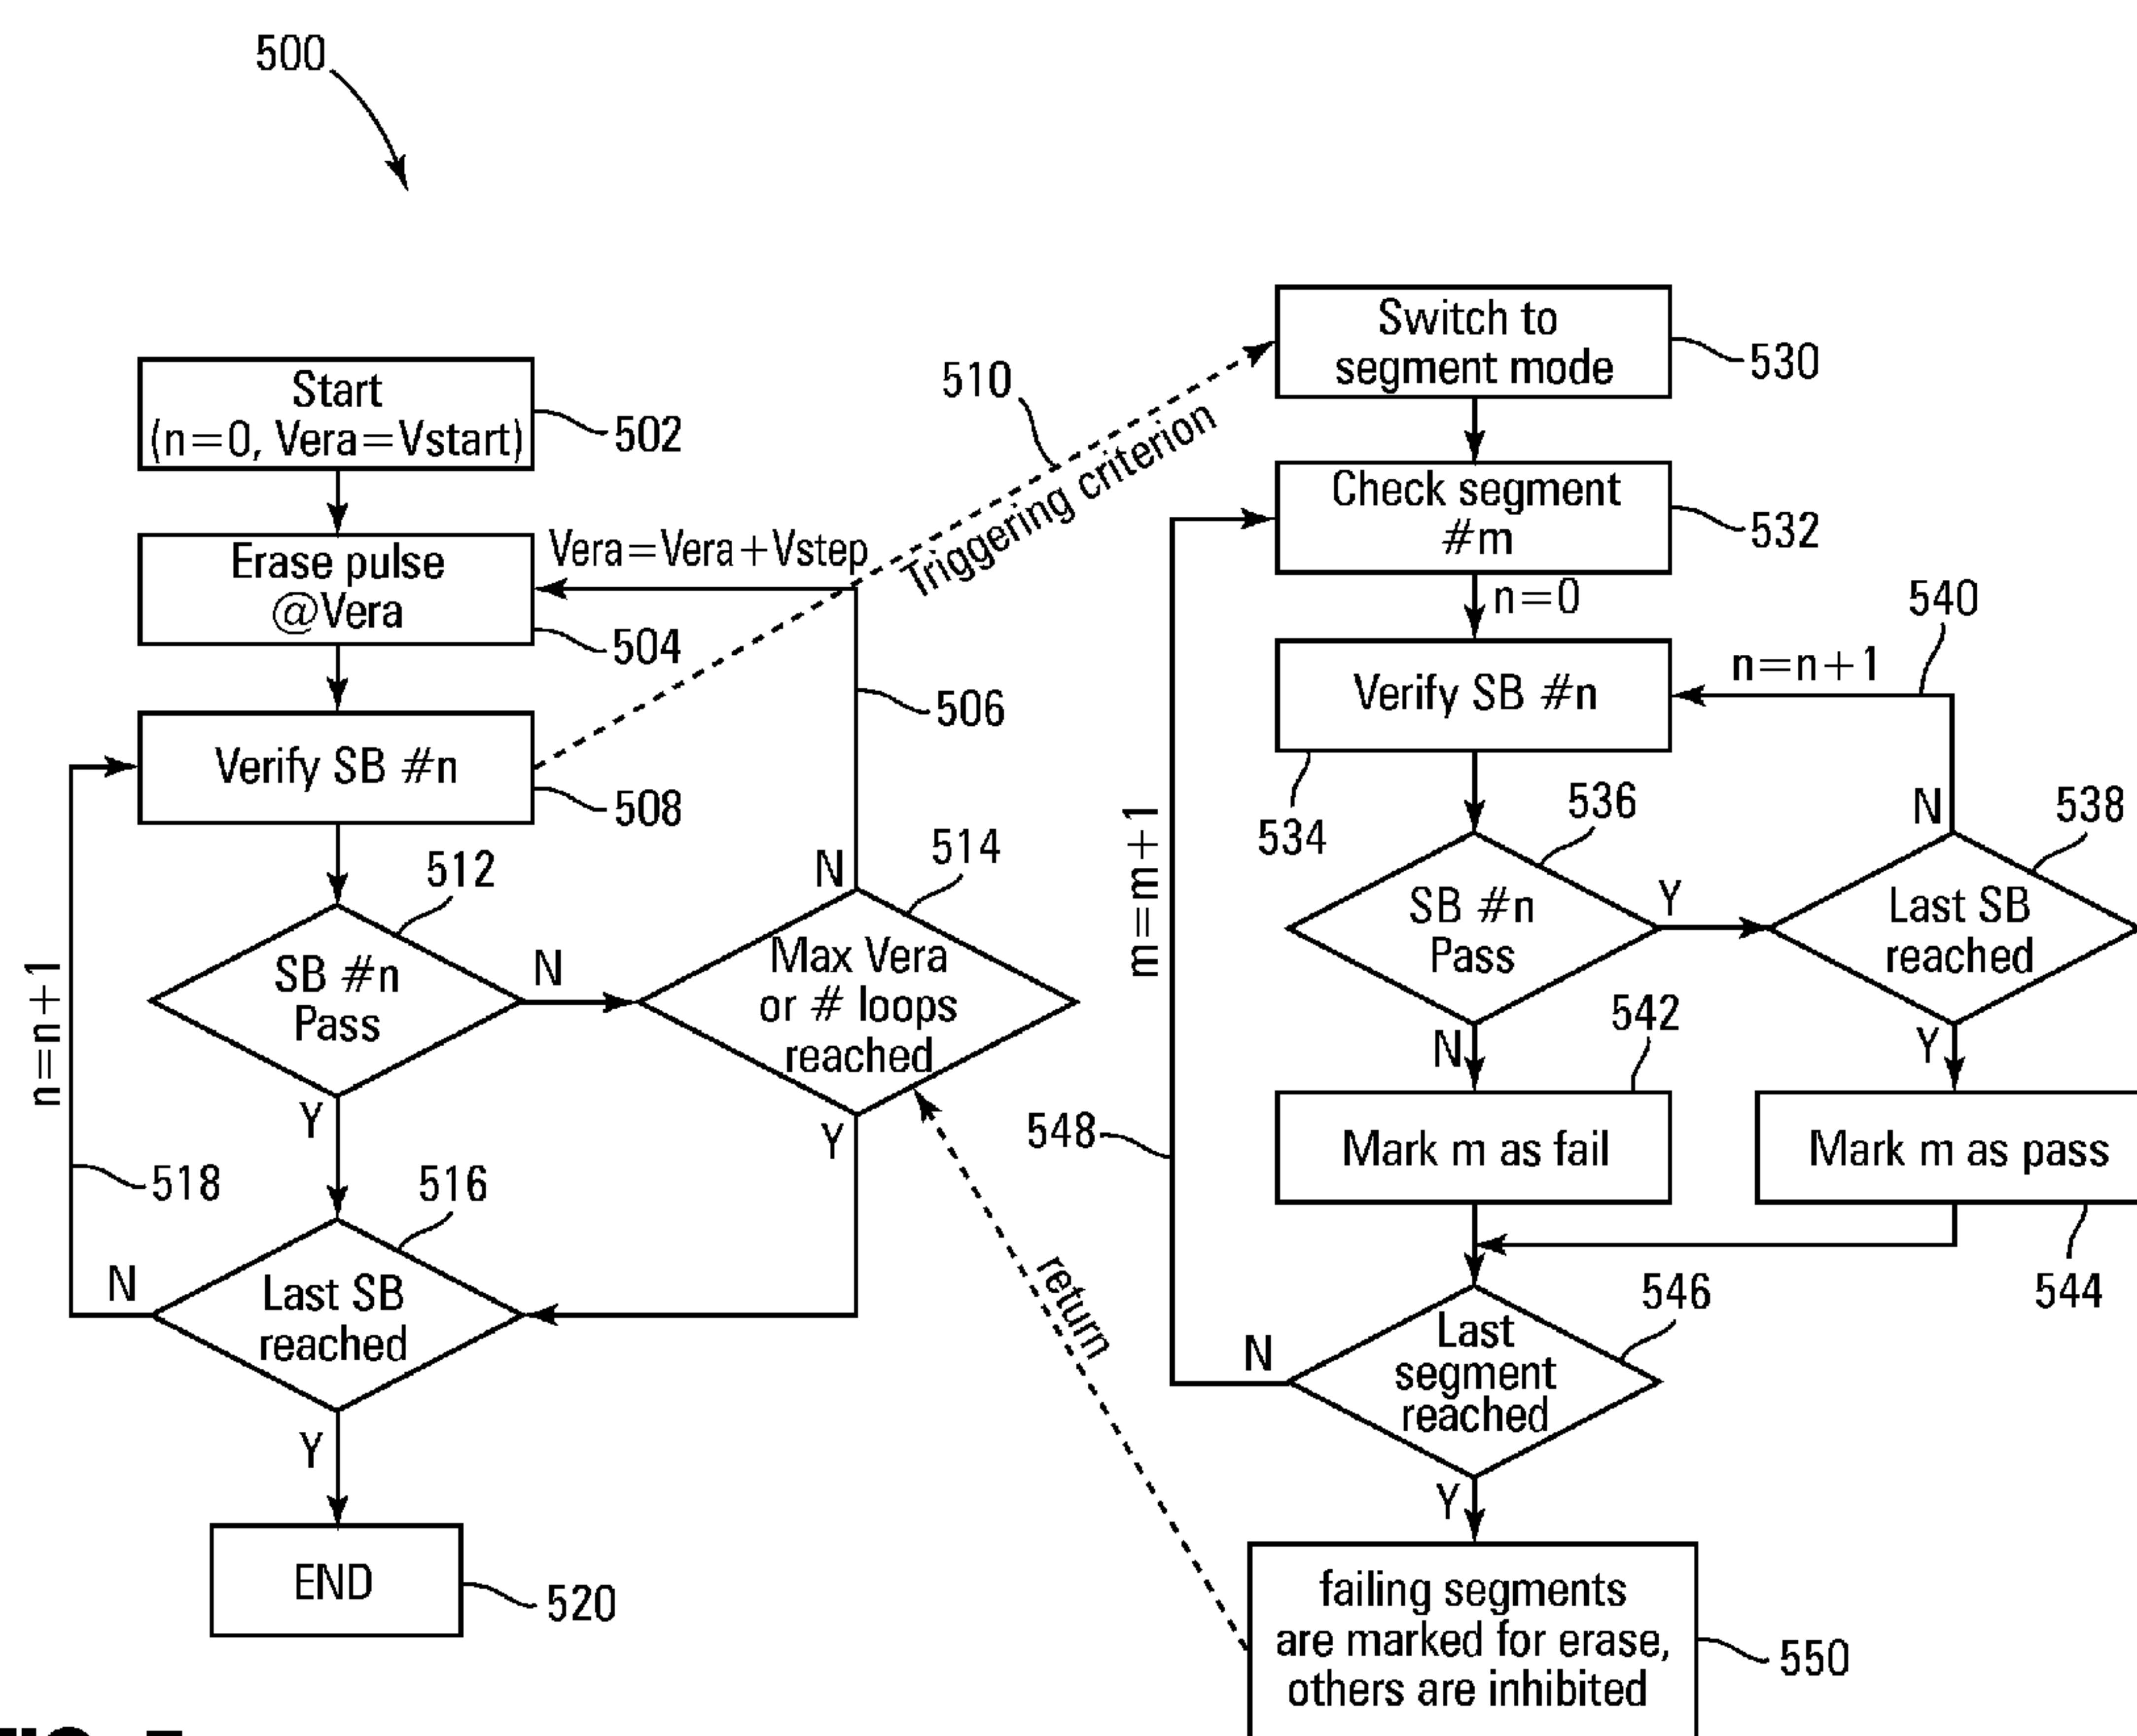 500
Start
(n=0, Vera=Vstart)
502
Erase pulse
@Vera
504
Vera=Vera+Vstep
506
Verify SB #n
508
510
Triggering criterion
512
SB #n
Pass
N
Y
514
Max Vera
or # loops
reached
N
Y
516
Last SB
reached
N
Y
n=n+1
518
END
520
Switch to
segment mode
530
Check segment
#m
532
n=0
Verify SB #n
534
n=n+1
540
536
SB #n
Pass
Y
N
538
Last SB
reached
N
Y
542
Mark m as fail
Mark m as pass
544
546
Last
segment
reached
N
Y
m=m+1
548
failing segments
are marked for erase,
others are inhibited
550
return